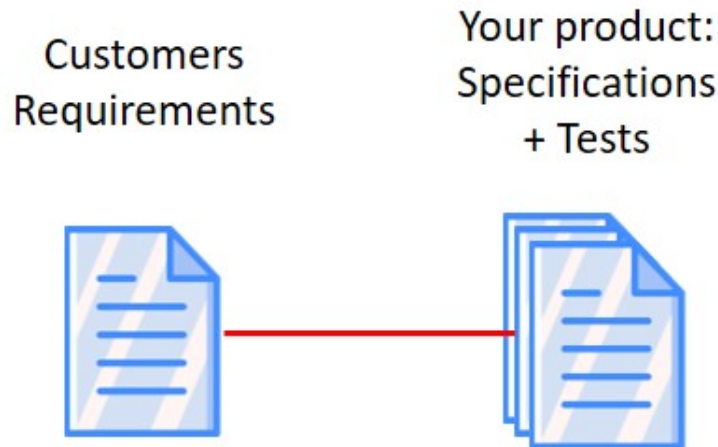 Customers
Requirements
Your product:
Specifications
+ Tests